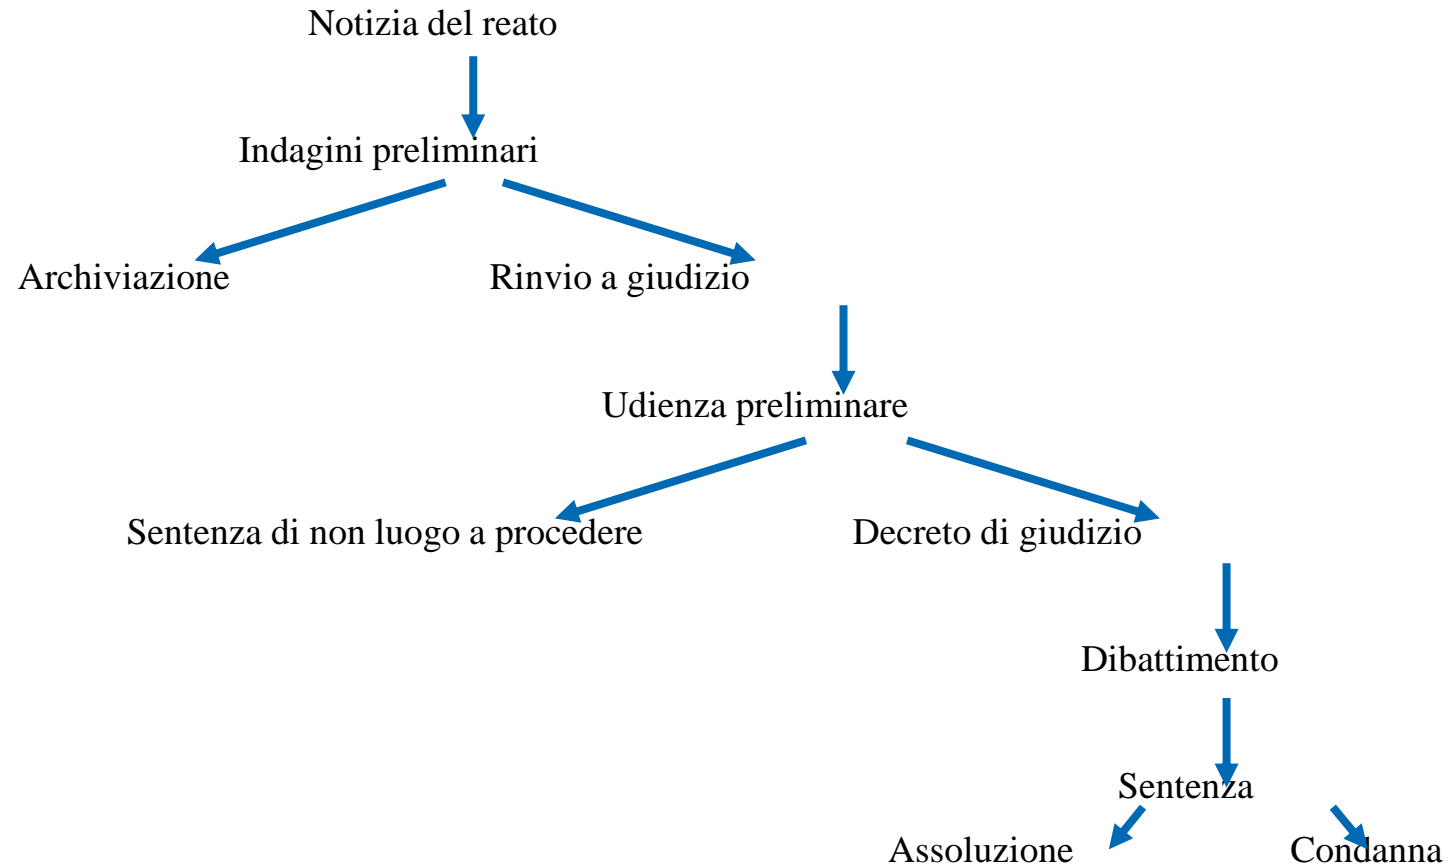 Notizia del reato
Indagini preliminari
Archiviazione Rinvio a giudizio
Udienza preliminare
Sentenza di non luogo a procedere Decreto di giudizio
Dibattimento
Sentenza
Assoluzione Condanna